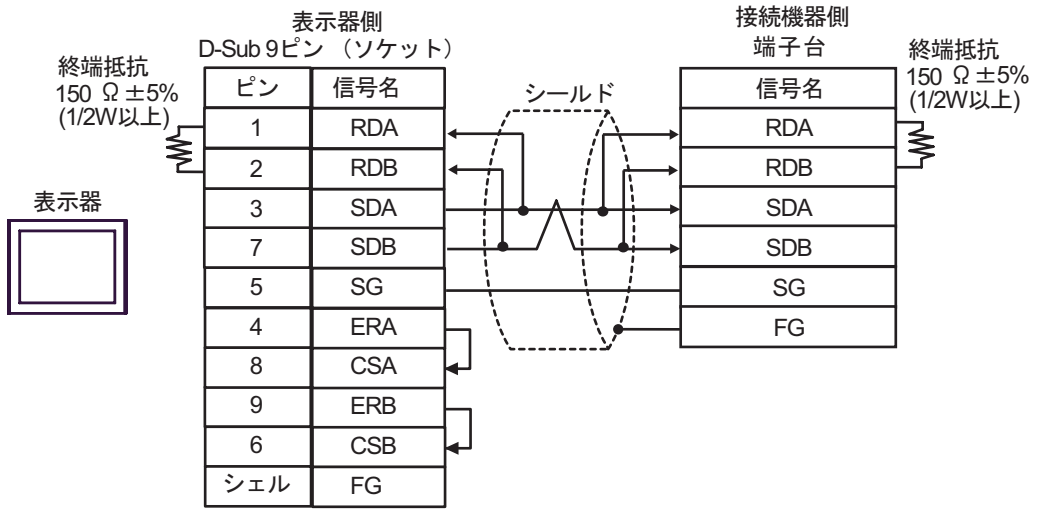 表示器側
D-Sub 9ピン （ソケット）
接続機器側
端子台
終端抵抗
150 Ω ±5%
(1/2W以上)
終端抵抗
150 Ω ±5%
(1/2W以上)
シールド
表示器
ピン 信号名
1 RDA
2 RDB
3 SDA
7 SDB
5 SG
4 ERA
8 CSA
9 ERB
6 CSB
シェル FG
信号名
RDA
RDB
SDA
SDB
SG
FG